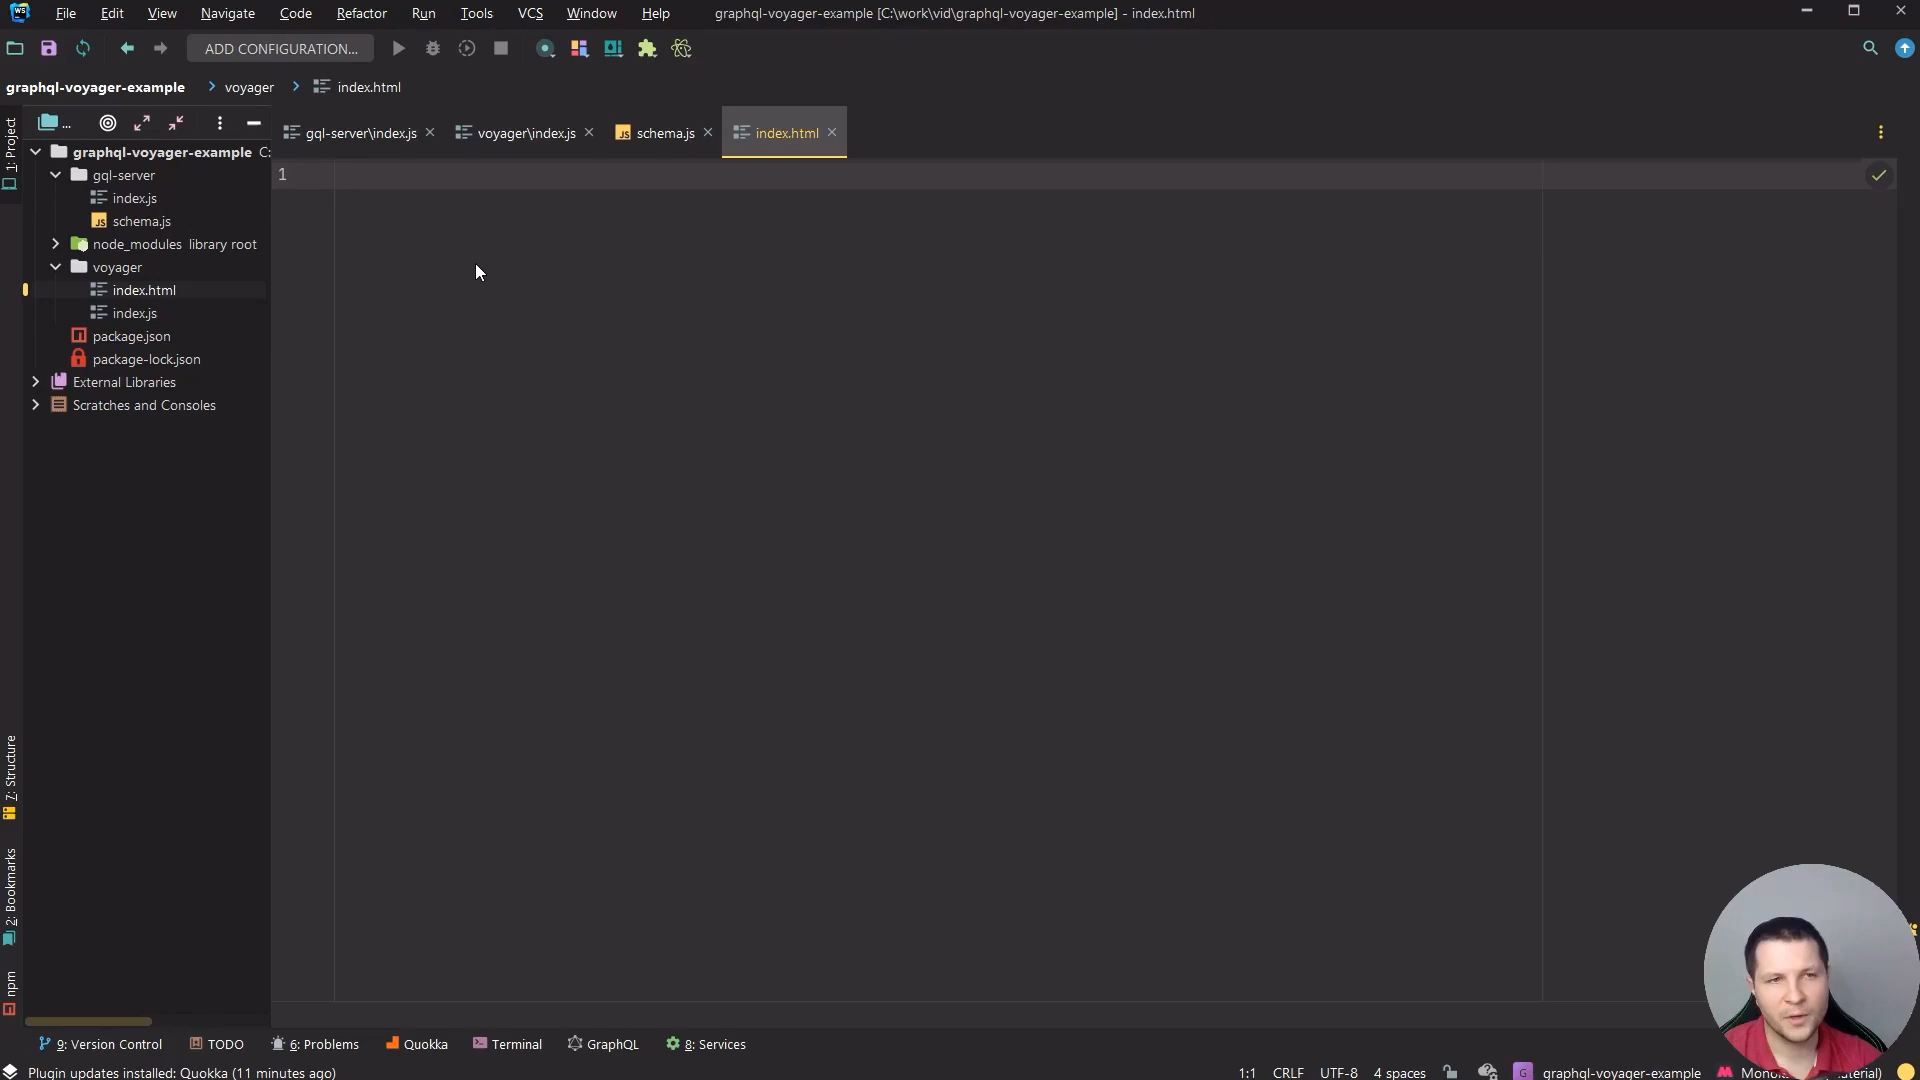 WS File Edit View Navigate Code Refactor Run Tools VCS Window Help graphql-voyager-example [C:\work\vid\graphql-voyager-example] - index.html
ADD CONFIGURATION...
graphql-voyager-example voyager index.html
...
1: Project
gql-server\index.js voyager\index.js JS schema.js index.html
graphql-voyager-example C:
gql-server
index.js
JS schema.js
node_modules library root
voyager
index.html
index.js
package.json
package-lock.json
External Libraries
Scratches and Consoles
1
7: Structure
2: Bookmarks
npm
9: Version Control TODO 6: Problems Quokka Terminal GraphQL 8: Services
Plugin updates installed: Quokka (11 minutes ago) 1:1 CRLF UTF-8 4 spaces G graphql-voyager-example